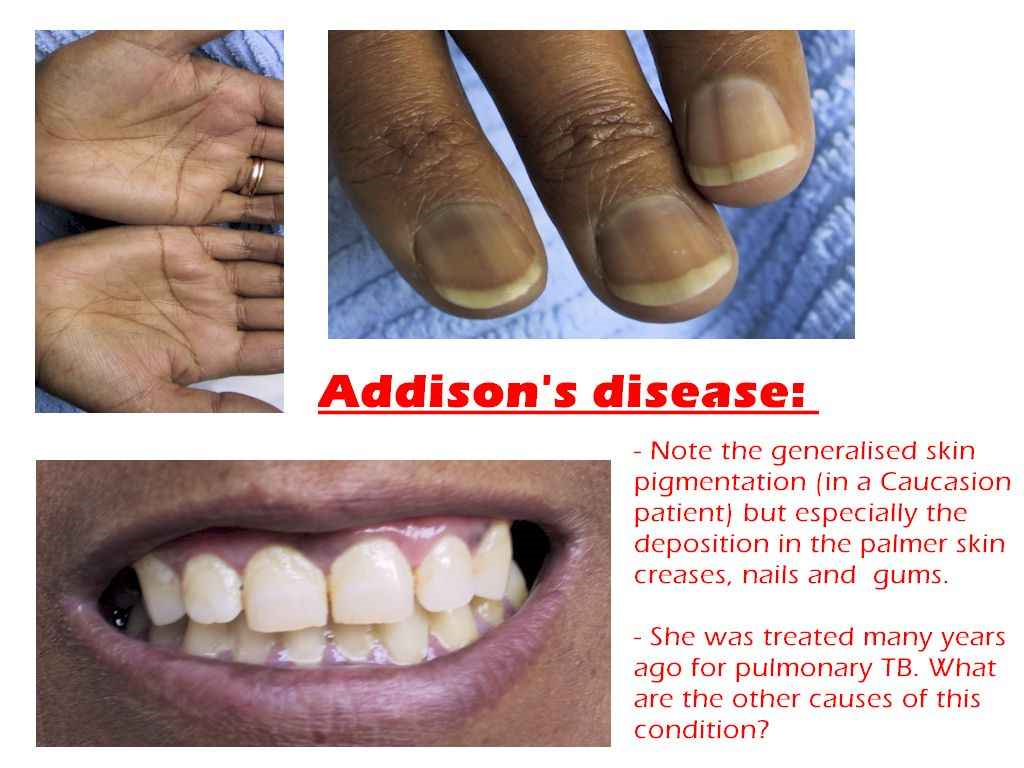 Addison's disease:
- Note the generalised skin
pigmentation (in a Caucasion
patient) but especially the
deposition in the palmer skin
creases, nails and  gums.
- She was treated many years
ago for pulmonary TB. What
are the other causes of this
condition?